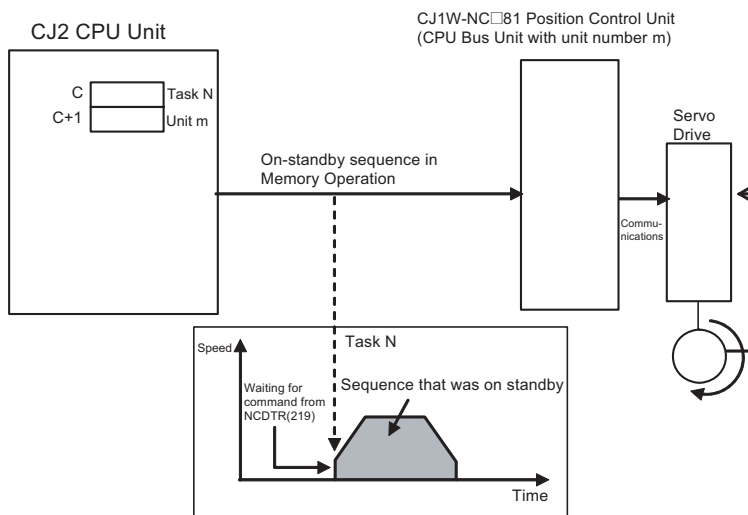 CJ2 CPU Unit
CJ1W-NC□81 Position Control Unit
(CPU Bus Unit with unit number m)
C
Task N
C+1
Unit m
Servo
Drive
On-standby sequence in
Memory Operation
Commu-
nications
Task N
Speed
Waiting for
command from
NCDTR(219)
Sequence that was on standby
Time